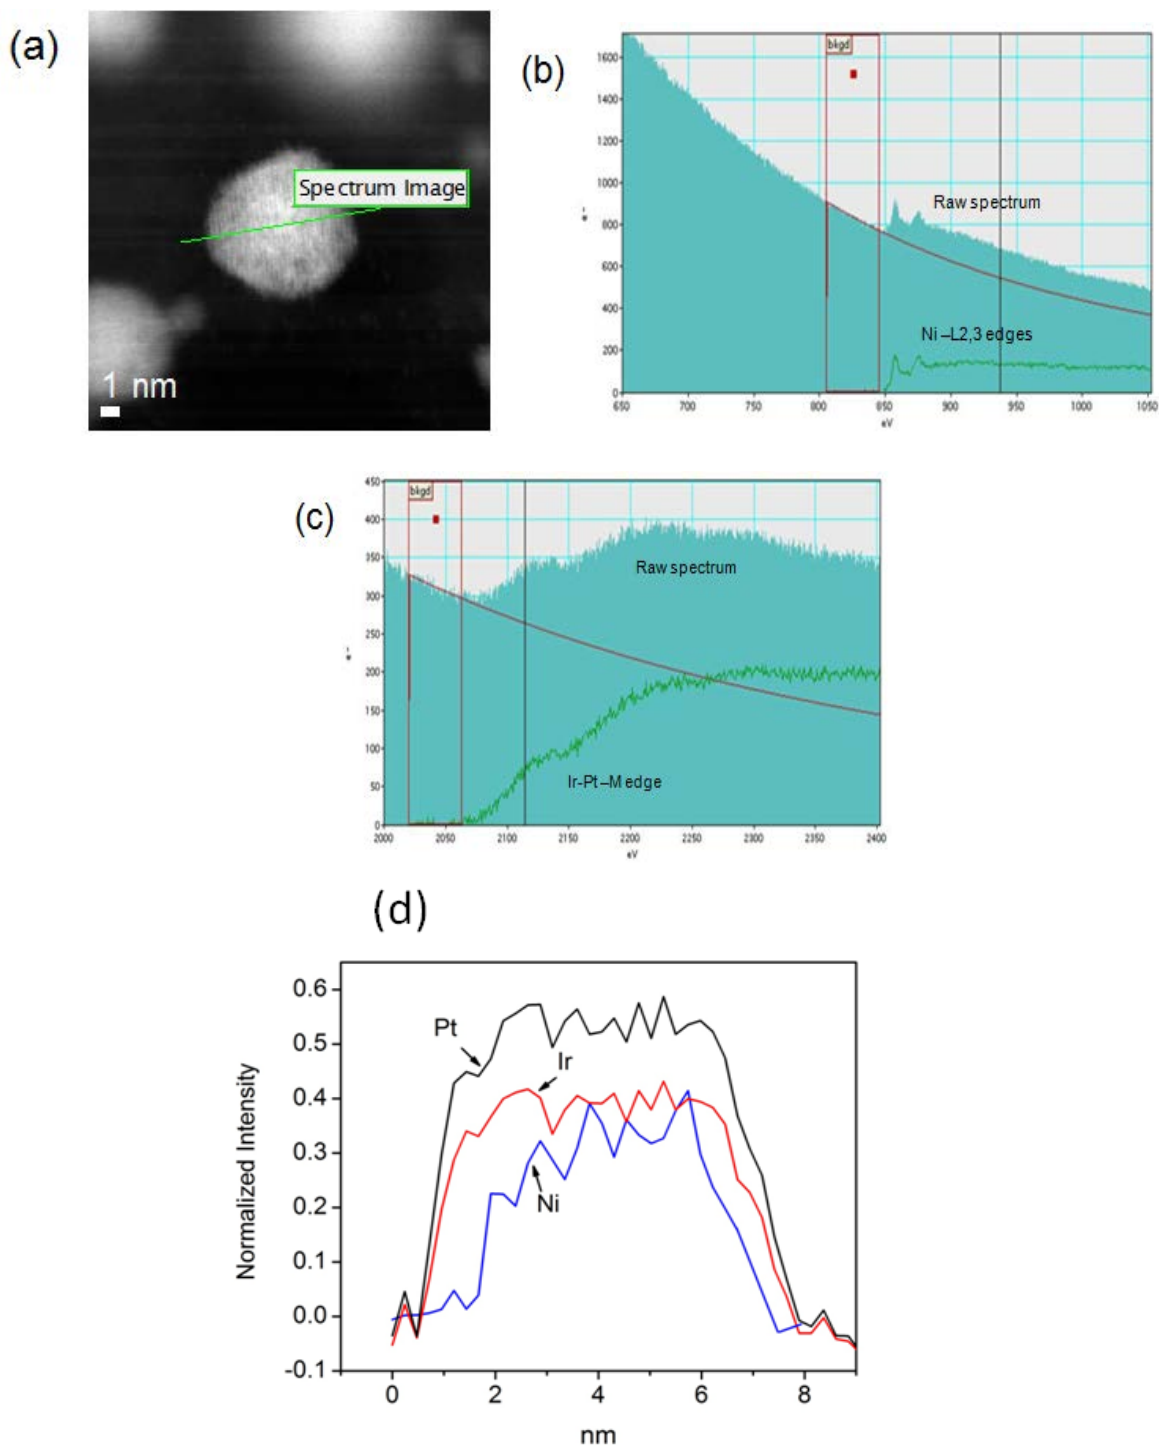 (a)
Spectrum Image
1 nm
(b)
bkgd
1600
1400
1200
1000
800
600
400
200
0
e-
Raw spectrum
Ni –L2,3 edges
650 700 750 800 850 900 950 1000 1050
eV
(c)
bkgd
450
400
350
300
250
200
150
100
50
0
e-
Raw spectrum
Ir-Pt–M edge
2000 2050 2100 2150 2200 2250 2300 2350 2400
eV
(d)
Normalized Intensity
0.6
0.5
0.4
0.3
0.2
0.1
0.0
-0.1
Pt
Ir
Ni
0 2 4 6 8
nm